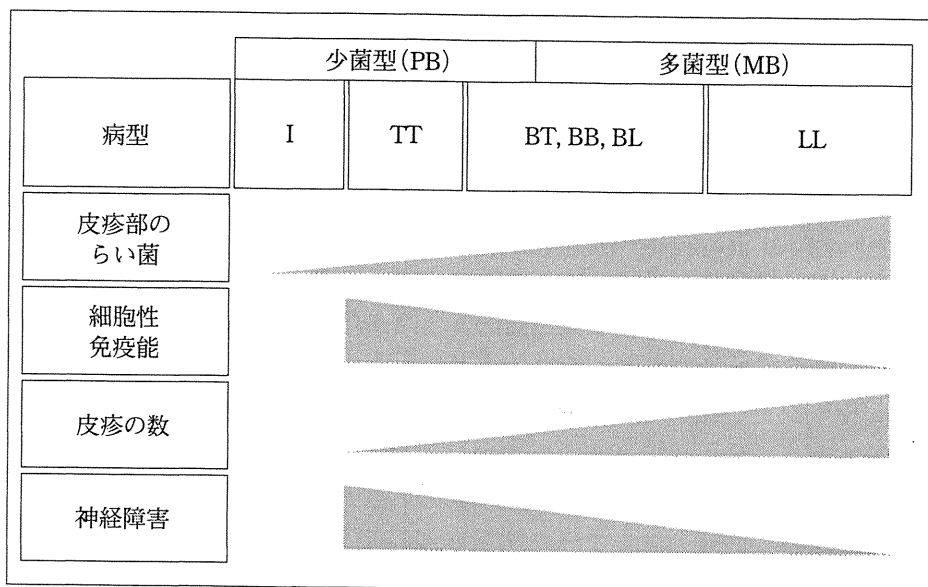 少菌型(PB)
多菌型(MB)
病型
I
TT
BT, BB, BL
LL
皮疹部の
らい菌
細胞性
免疫能
皮疹の数
神経障害